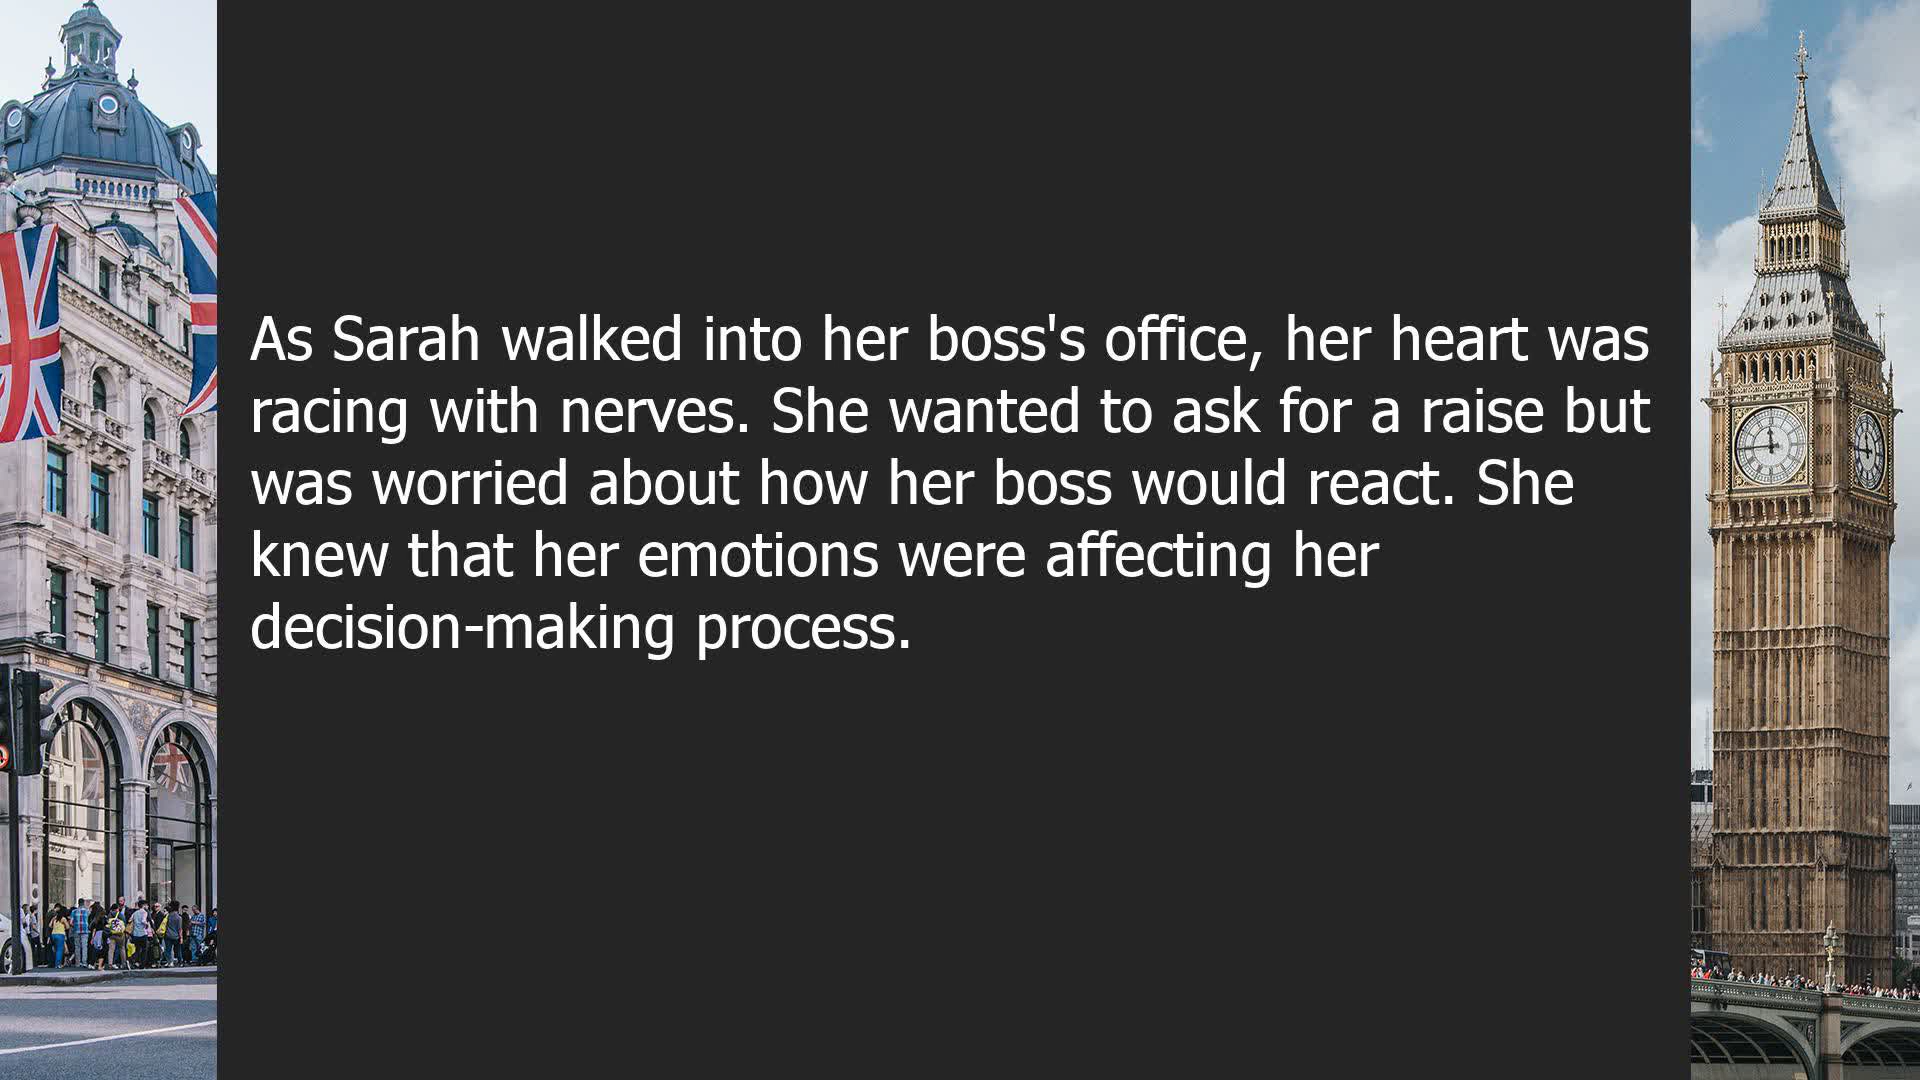 As Sarah walked into her boss's office, her heart was
racing with nerves. She wanted to ask for a raise but
was worried about how her boss would react. She
knew that her emotions were affecting her
decision-making process.